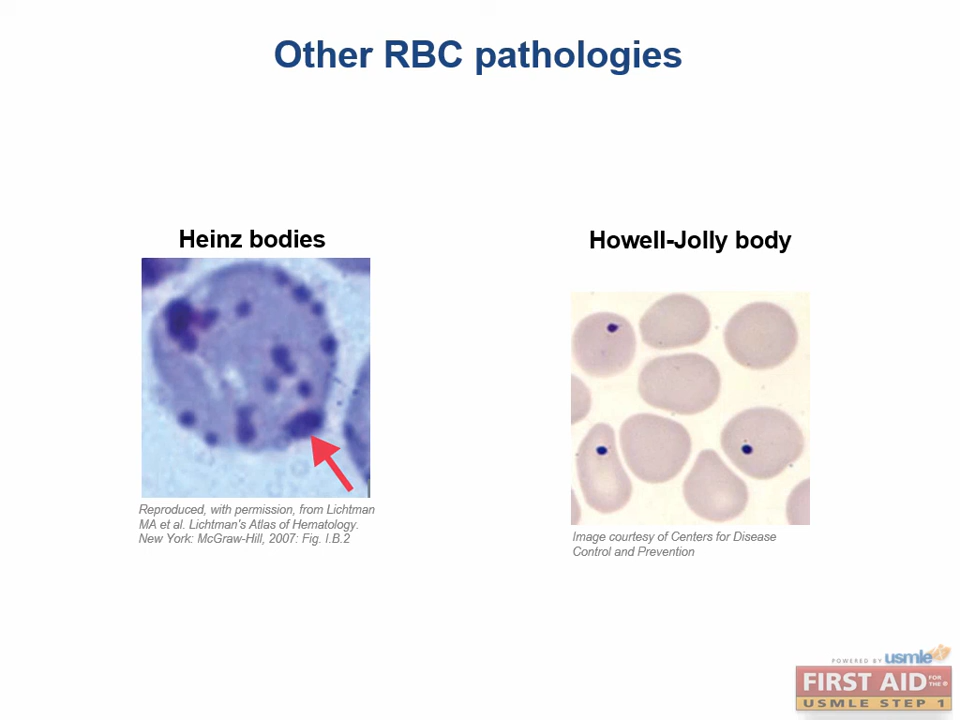 Other RBC pathologies
Heinz bodies
Reproduced, with permission, from Lichtman
MA et al. Lichtman's Atlas of Hematology.
New York: McGraw-Hill, 2007: Fig. I.B.2
Howell-Jolly body
Image courtesy of Centers for Disease
Control and Prevention
POWERED BY usmle
FIRST AID FOR THE ®
USMLE STEP 1